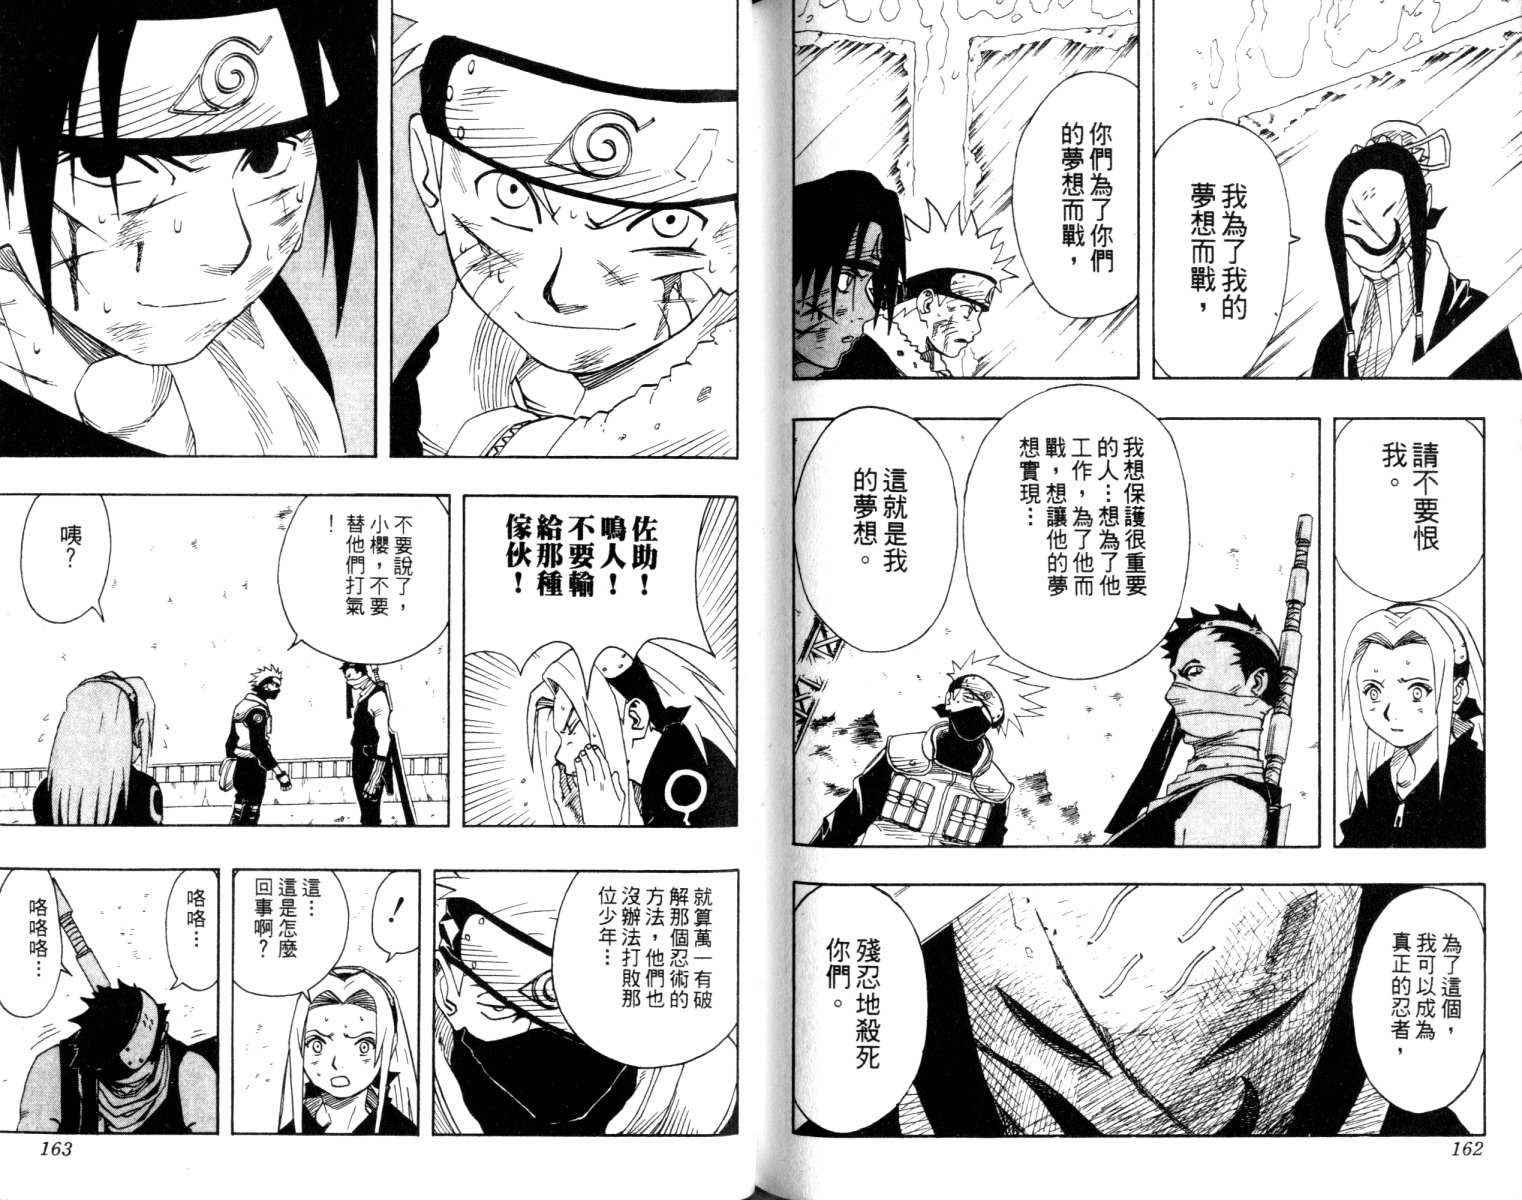 我為了我的
夢想而戰，
你們為了你們
的夢想而戰，
請不要恨
我。
我想保護很重要
的人…想為了他
工作，為了他而
戰，想讓他的夢
想實現…
這就是我
的夢想。
為了這個，
我可以成為
真正的忍者，
殘忍地殺死
你們。
162
佐助！
鳴人！
不要輸
給那種
傢伙！
不要說了，
小櫻，不要
替他們打氣
！
咦？
就算萬一有破
解那個忍術的
方法，他們也
沒辦法打敗那
位少年…
！
這…
這是怎麼
回事啊？
咯咯…
咯咯咯…
163